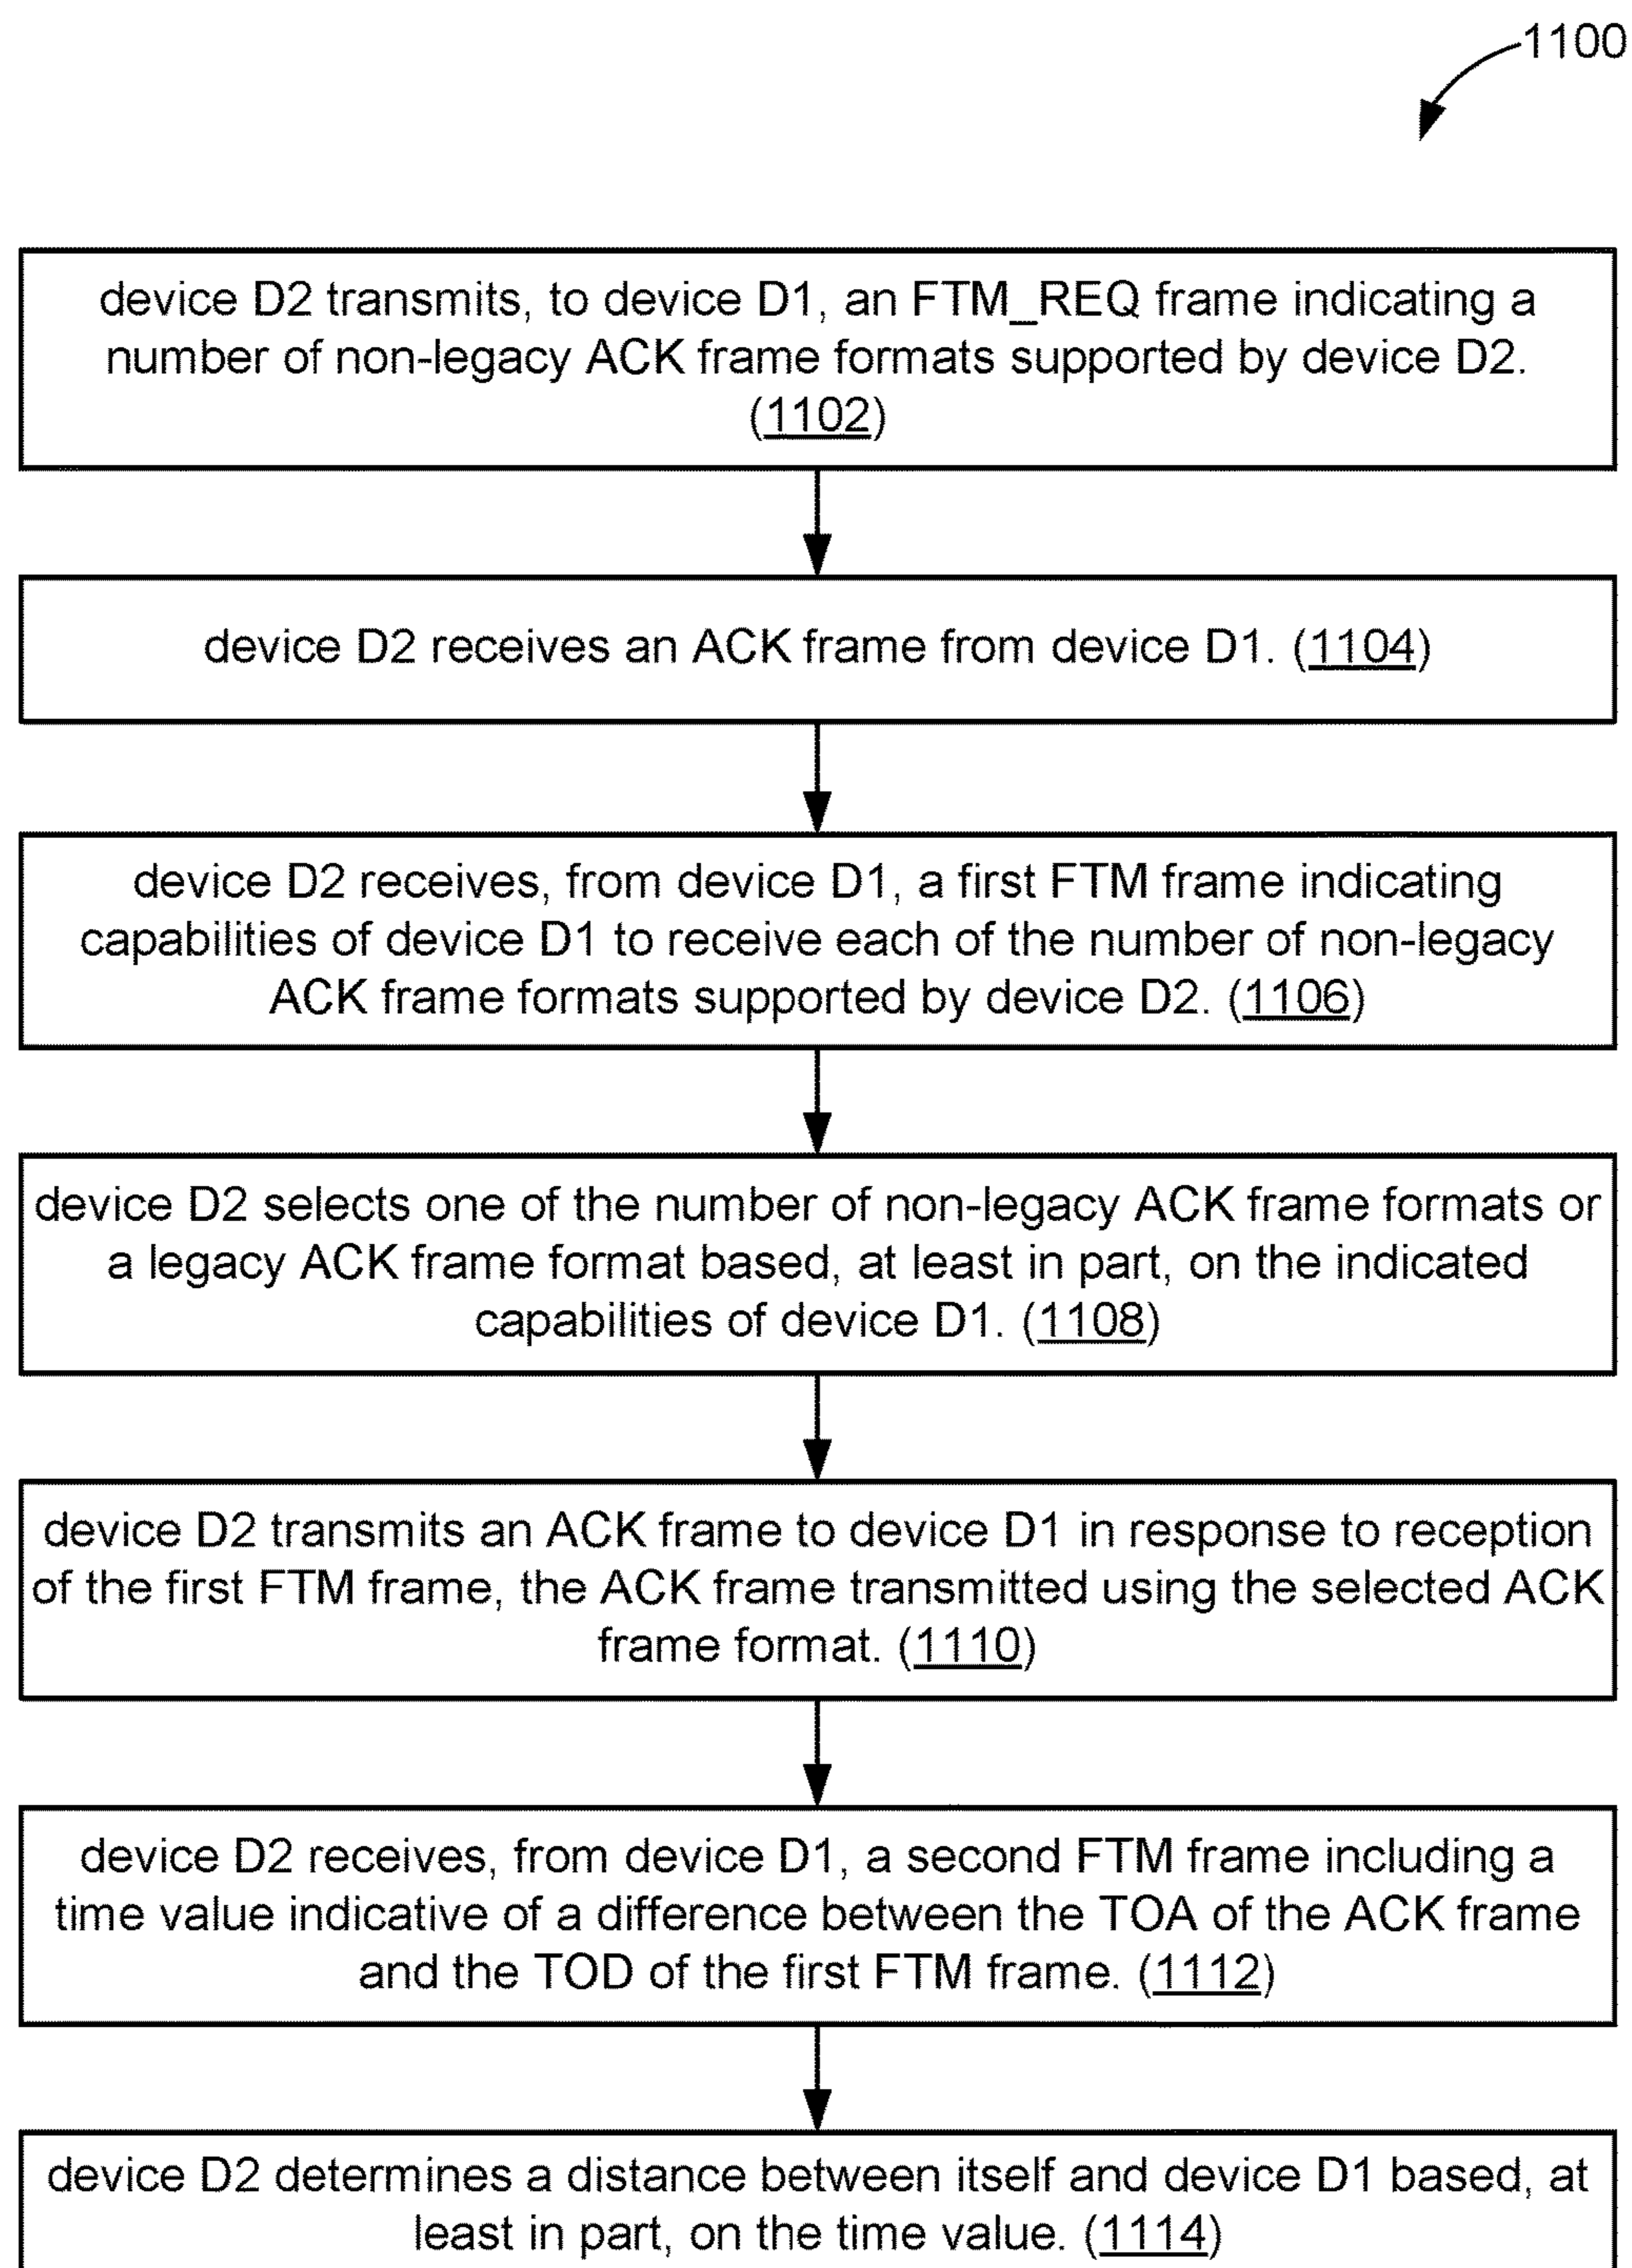 1100
device D2 transmits, to device D1, an FTM_REQ frame indicating a
number of non-legacy ACK frame formats supported by device D2.
(1102)
device D2 receives an ACK frame from device D1. (1104)
device D2 receives, from device D1, a first FTM frame indicating
capabilities of device D1 to receive each of the number of non-legacy
ACK frame formats supported by device D2. (1106)
device D2 selects one of the number of non-legacy ACK frame formats or
a legacy ACK frame format based, at least in part, on the indicated
capabilities of device D1. (1108)
device D2 transmits an ACK frame to device D1 in response to reception
of the first FTM frame, the ACK frame transmitted using the selected ACK
frame format. (1110)
device D2 receives, from device D1, a second FTM frame including a
time value indicative of a difference between the TOA of the ACK frame
and the TOD of the first FTM frame. (1112)
device D2 determines a distance between itself and device D1 based, at
least in part, on the time value. (1114)